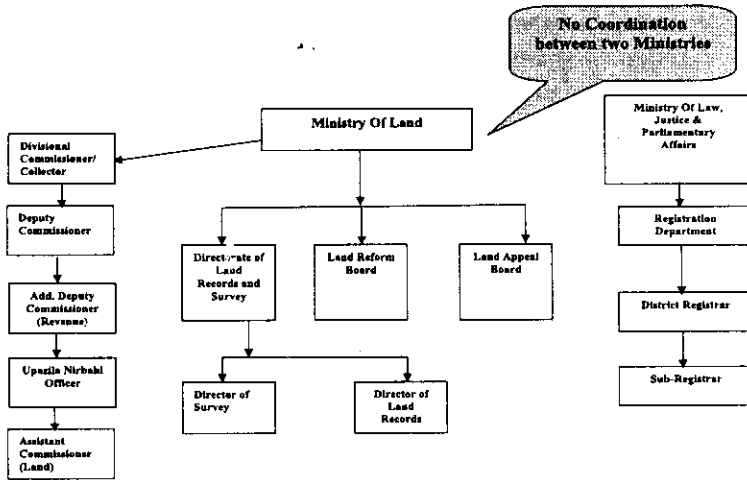 No Coordination
between two Ministries
Ministry Of Land
Ministry Of Law,
Justice &
Parliamentary
Affairs
Divisional
Commissioner/
Collector
Deputy
Commissioner
Registration
Department
Directorate of
Land
Records and
Survey
Land Reform
Board
Land Appeal
Board
Add. Deputy
Commissioner
(Revenue)
District Registrar
Upazila Nirbahi
Officer
Director of
Survey
Director of
Land
Records
Sub-Registrar
Assistant
Commissioner
(Land)